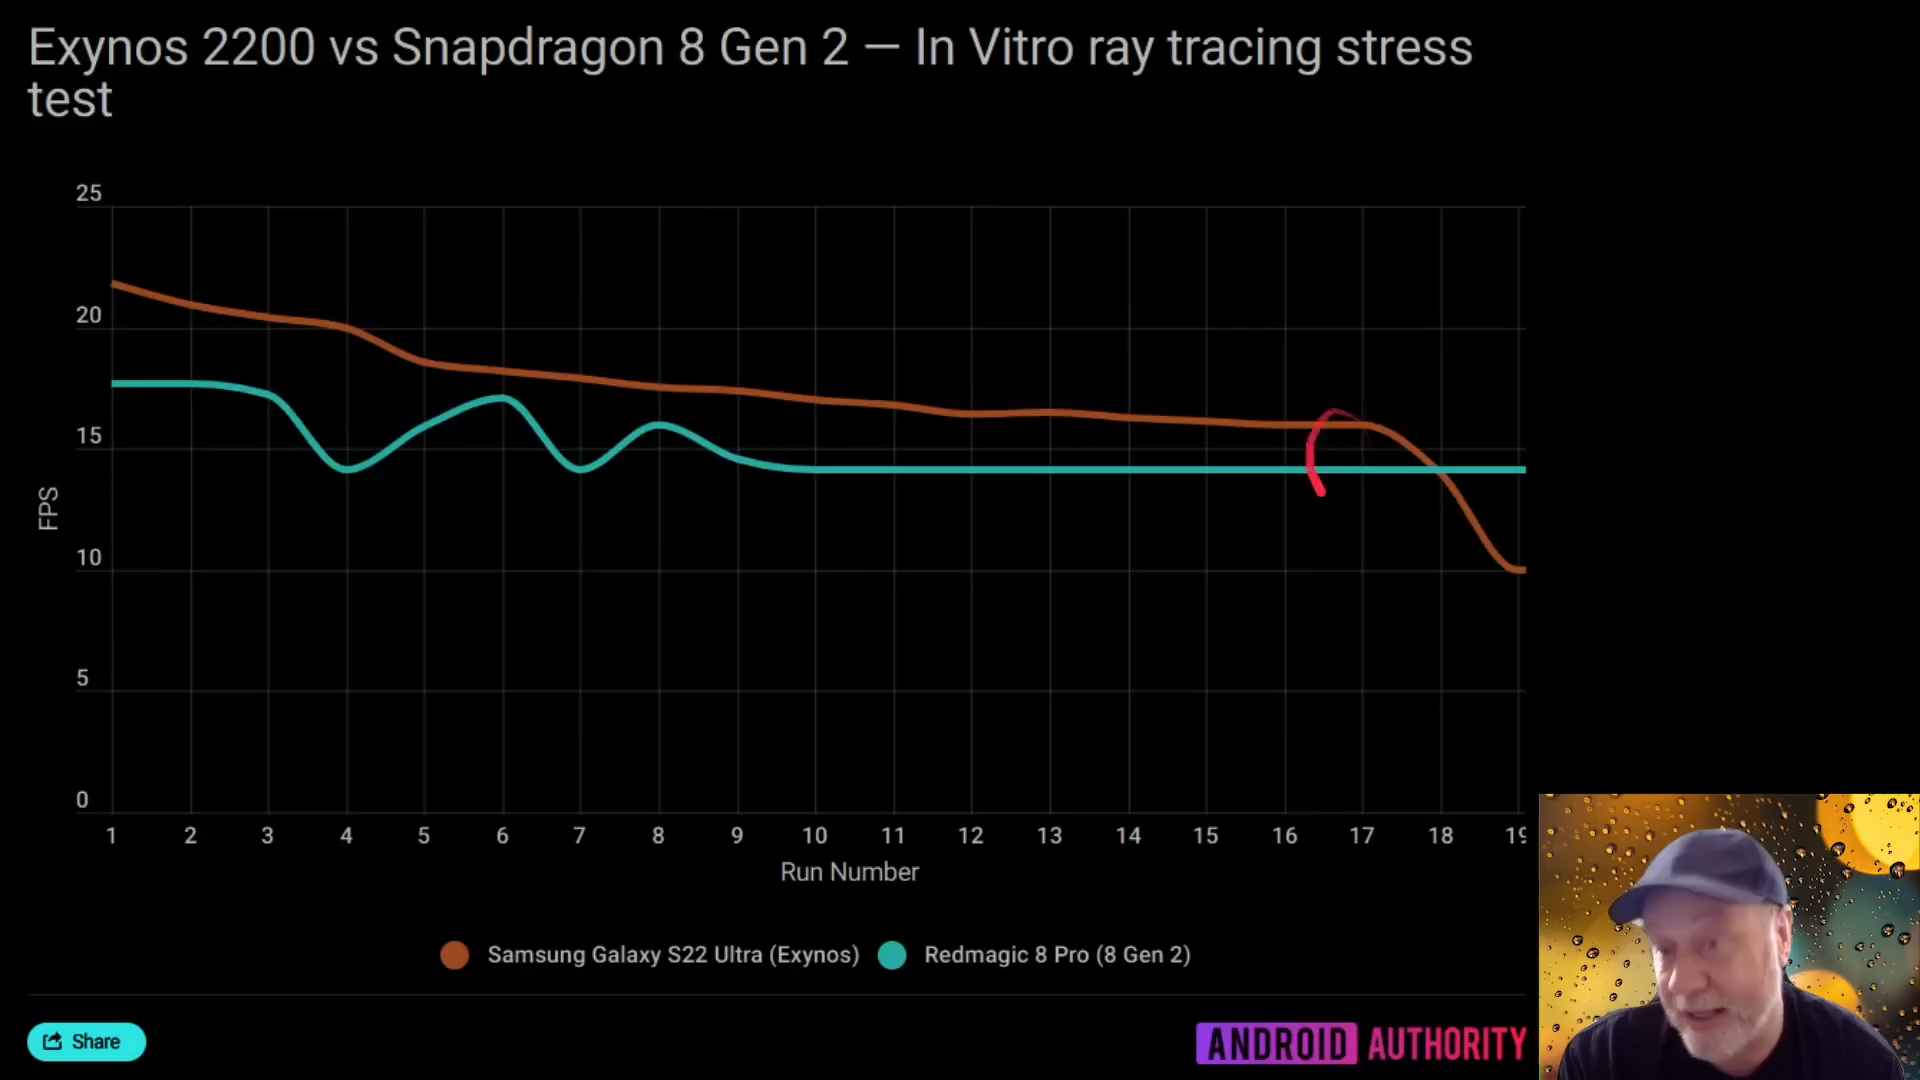 Exynos 2200 vs Snapdragon 8 Gen 2 — In Vitro ray tracing stress
test
25
20
15
10
5
0
FPS
1 2 3 4 5 6 7 8 9 10 11 12 13 14 15 16 17 18 19
Run Number
Samsung Galaxy S22 Ultra (Exynos) Redmagic 8 Pro (8 Gen 2)
Share
ANDROID AUTHORITY